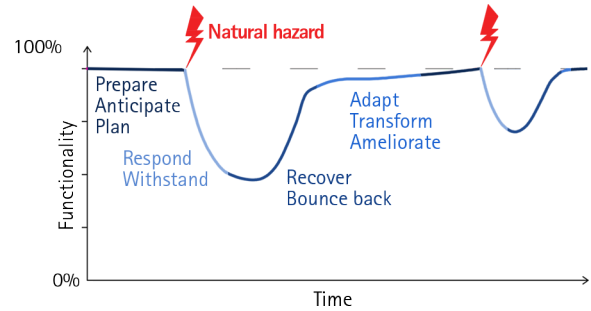 Natural hazard
100%
Prepare
Anticipate
Plan
Adapt
Transform
Ameliorate
Respond
Withstand
Recover
Bounce back
Functionality
0%
Time